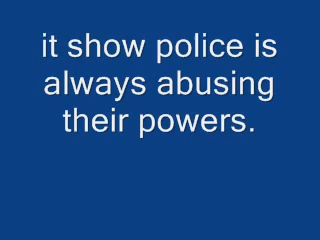 it show police is
always abusing
their powers.